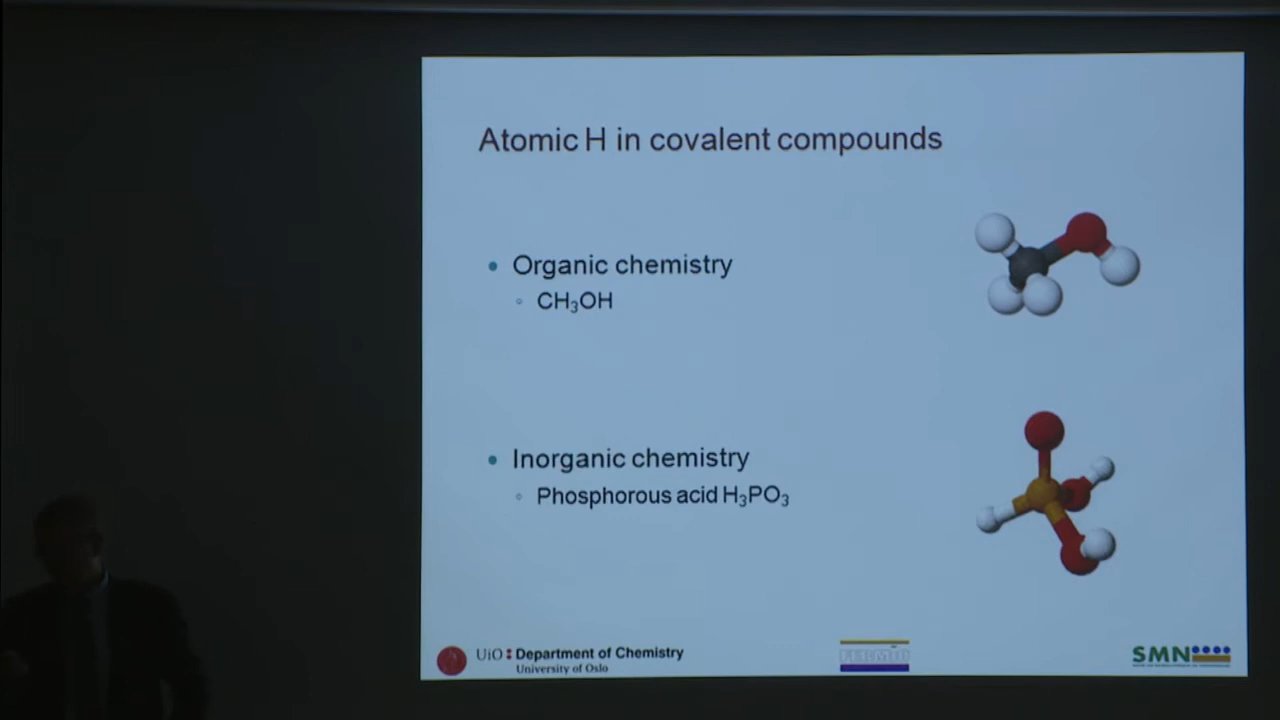 Atomic H in covalent compounds
• Organic chemistry
◦ CH₃OH
• Inorganic chemistry
◦ Phosphorous acid H₃PO₃
UiO : Department of Chemistry
University of Oslo
FERMiO
SMN